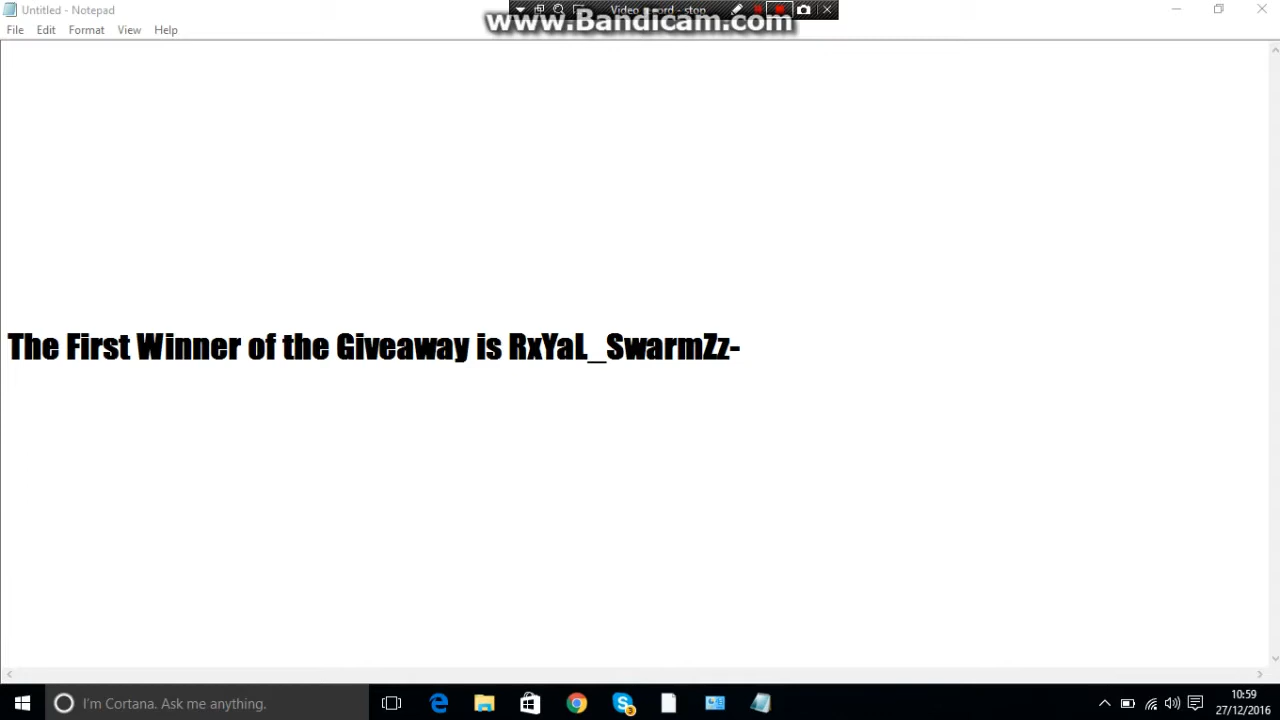 Untitled - Notepad
www.Bandicam.com
File Edit Format View Help
The First Winner of the Giveaway is RxYaL_SwarmZz-
I'm Cortana. Ask me anything.
3
10:59
27/12/2016